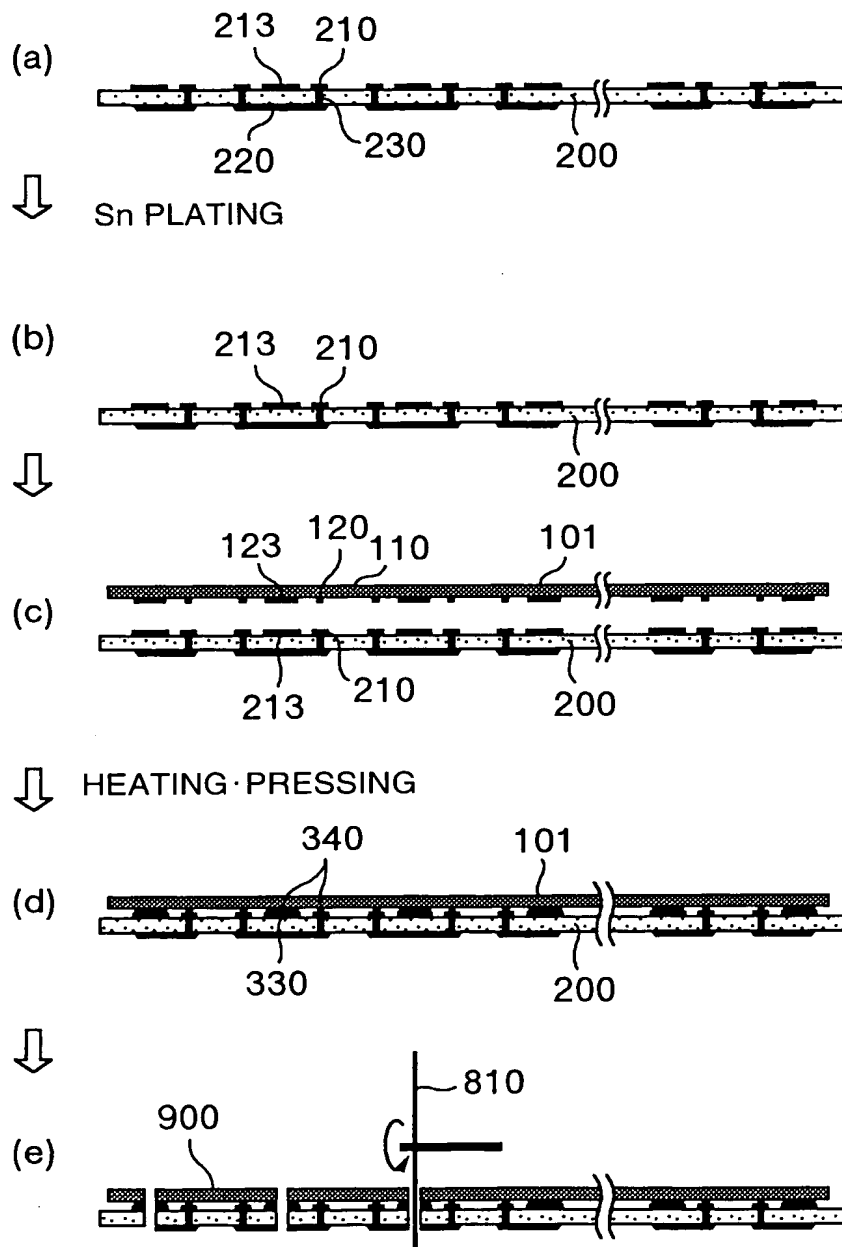 (a)
213 210
220 230 200
Sn PLATING
(b)
213 210
200
(c)
123 120 110 101
213 210 200
HEATING·PRESSING
(d)
340 101
330 200
(e)
900 810